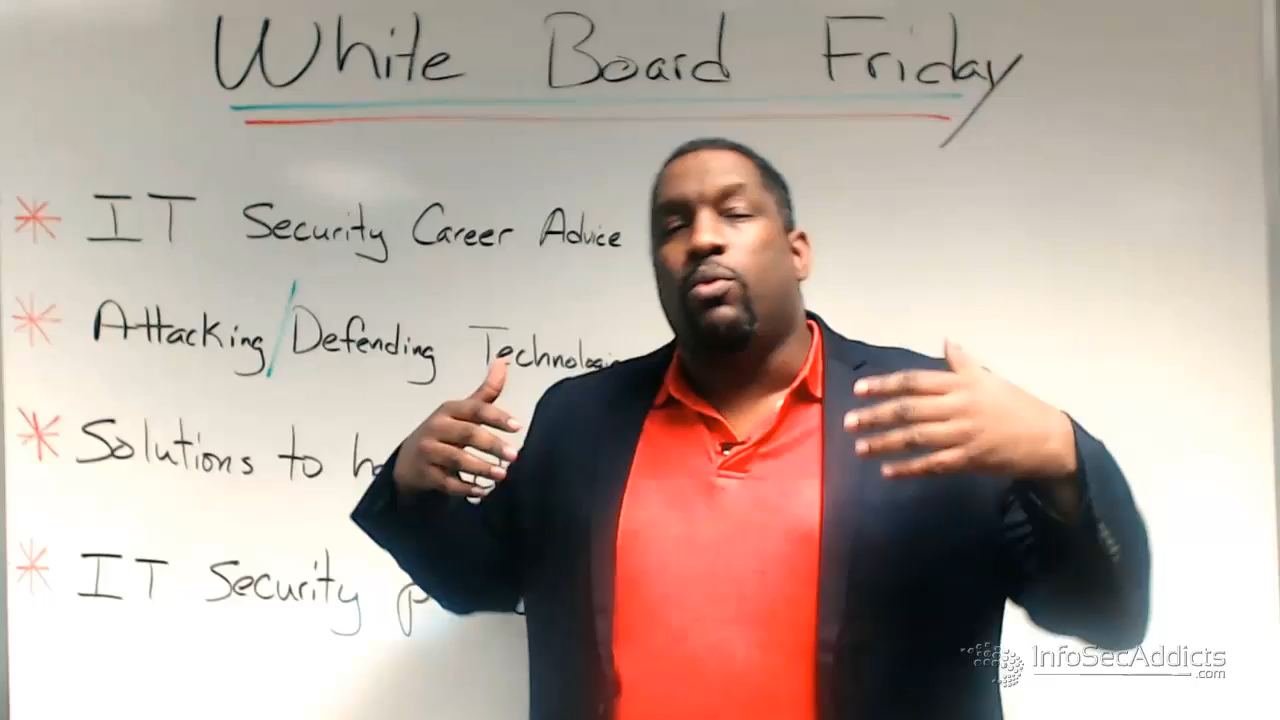 White Board Friday
* IT Security Career Advice
* Attacking/Defending
* Solutions to
* IT Security
InfoSecAddicts
.com